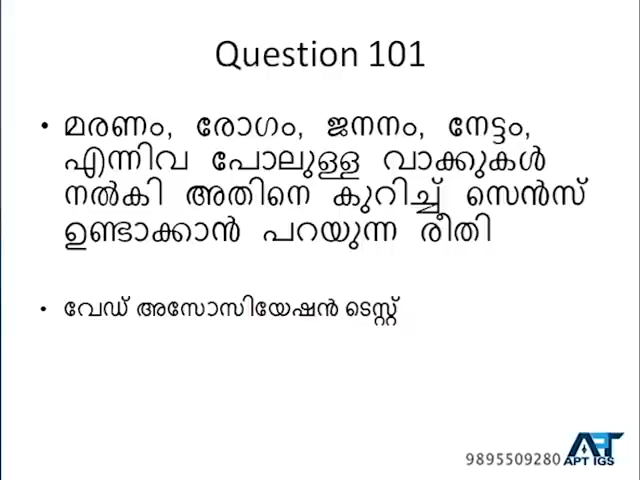 Question 101
• മരണം, രോഗം, ജനനം, നേട്ടം,
എന്നിവ പോലുള്ള വാക്കുകൾ
നൽകി അതിനെ കുറിച്ച് സെൻസ്
ഉണ്ടാക്കാൻ പറയുന്ന രീതി
• വേഡ് അസോസിയേഷൻ ടെസ്റ്റ്
9895509280 APT IGS